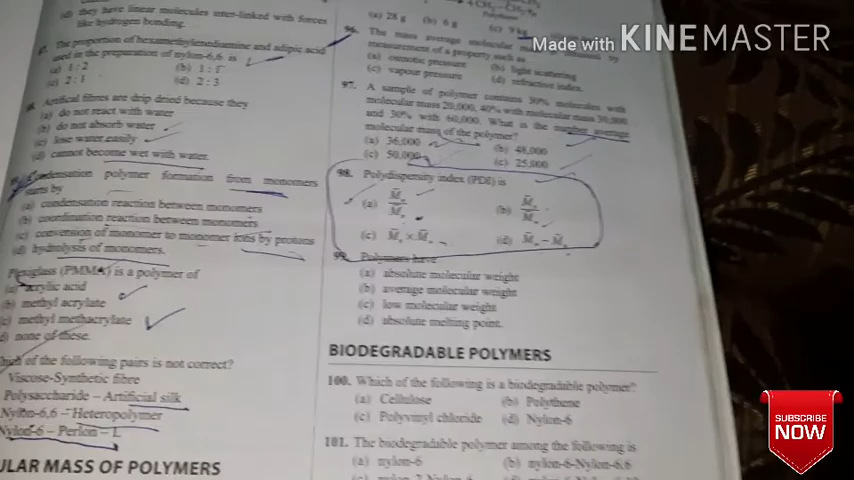 (d) they have linear molecules inter-linked with forces
like hydrogen bonding.
The proportion of hexamethylenediamine and adipic acid
used in the preparation of nylon-6,6 is
(a) 1 : 2 (b) 1 : 1
(c) 2 : 1 (d) 2 : 3
Artifical fibres are drip dried because they
(a) do not react with water
(b) do not absorb water
(c) lose water easily
(d) cannot become wet with water.
Condensation polymer formation from monomers
starts by
(a) condensation reaction between monomers
(b) coordination reaction between monomers
(c) conversion of monomer to monomer ions by protons
(d) hydrolysis of monomers.
Plexiglass (PMMA) is a polymer of
(a) acrylic acid
(b) methyl acrylate
(c) methyl methacrylate
(d) none of these.
Which of the following pairs is not correct?
Viscose-Synthetic fibre
Polysaccharide – Artificial silk
Nylon-6,6 – Heteropolymer
Nylon-6 – Perlon – L
ULAR MASS OF POLYMERS
(a) 28 g (b) 6 g
(c) 9 kg
96. The mass average molecular
measurement of a property such as
(a) osmotic pressure (b) light scattering
(c) vapour pressure (d) refractive index.
97. A sample of polymer contains 30% molecules with
molecular mass 20,000, 40% with molecular mass 30,000
and 30% with 60,000. What is the number average
molecular mass of the polymer?
(a) 36,000 (b) 48,000
(c) 50,000 (c) 25,000
98. Polydispersity index (PDI) is
(a) (b)
(c) (d)
99. Polymers have
(a) absolute molecular weight
(b) average molecular weight
(c) low molecular weight
(d) absolute melting point.
BIODEGRADABLE POLYMERS
100. Which of the following is a biodegradable polymer?
(a) Cellulose (b) Polythene
(c) Polyvinyl chloride (d) Nylon-6
101. The biodegradable polymer among the following is
(a) nylon-6 (b) nylon-6-Nylon-6,6
Made with KINEMASTER
SUBSCRIBE
NOW